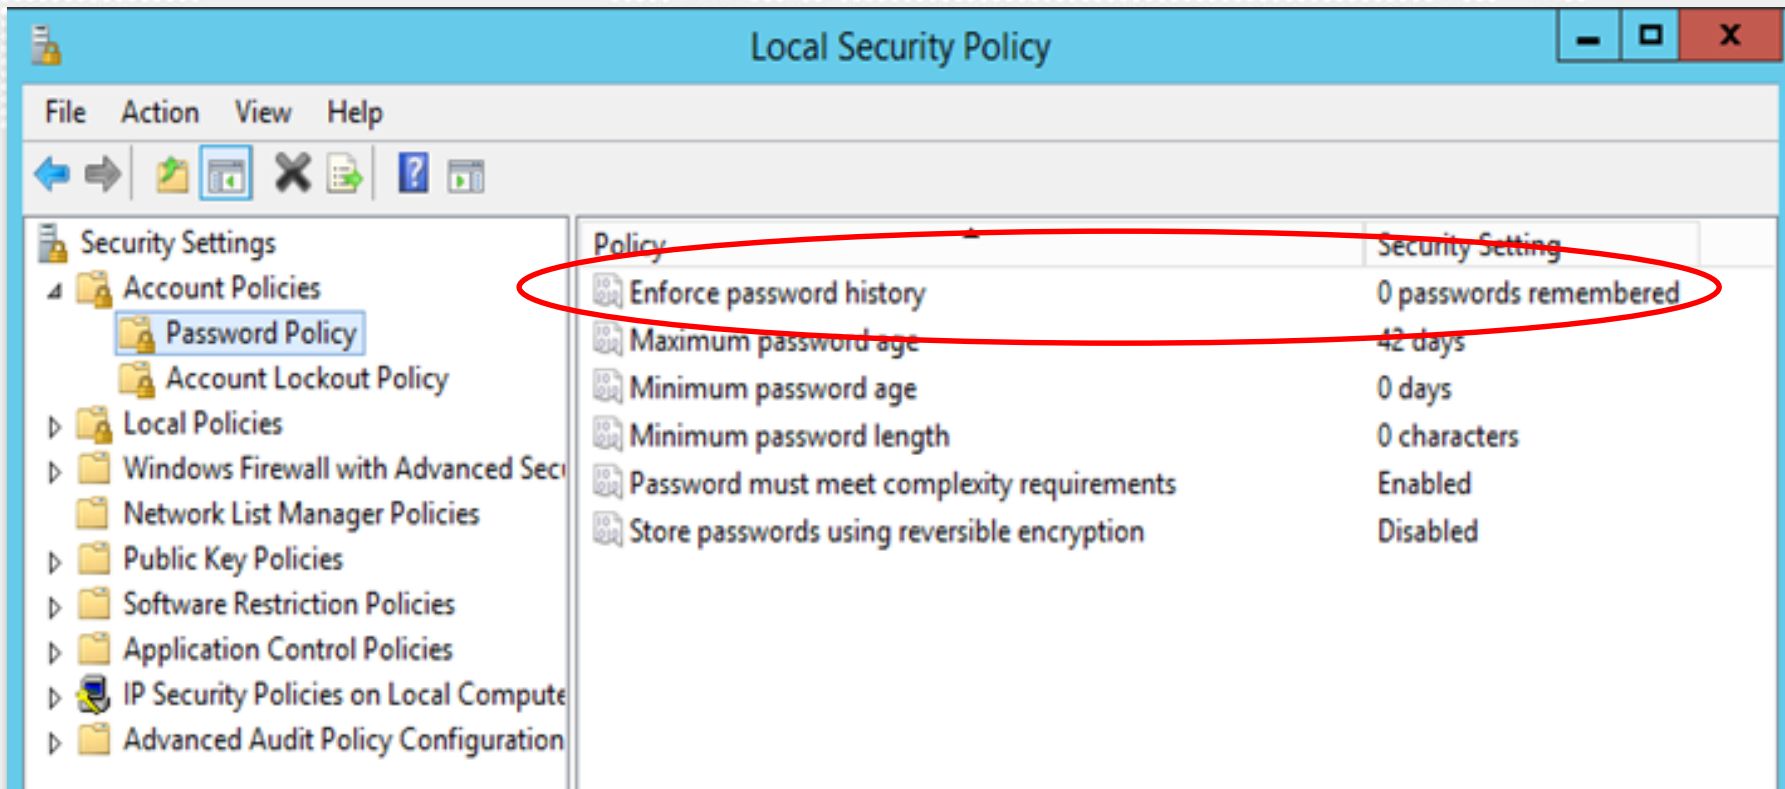 Local Security Policy
File Action View Help
Security Settings
Account Policies
Password Policy
Account Lockout Policy
Local Policies
Windows Firewall with Advanced Secu
Network List Manager Policies
Public Key Policies
Software Restriction Policies
Application Control Policies
IP Security Policies on Local Compute
Advanced Audit Policy Configuration
Policy Security Setting
Enforce password history 0 passwords remembered
Maximum password age 42 days
Minimum password age 0 days
Minimum password length 0 characters
Password must meet complexity requirements Enabled
Store passwords using reversible encryption Disabled